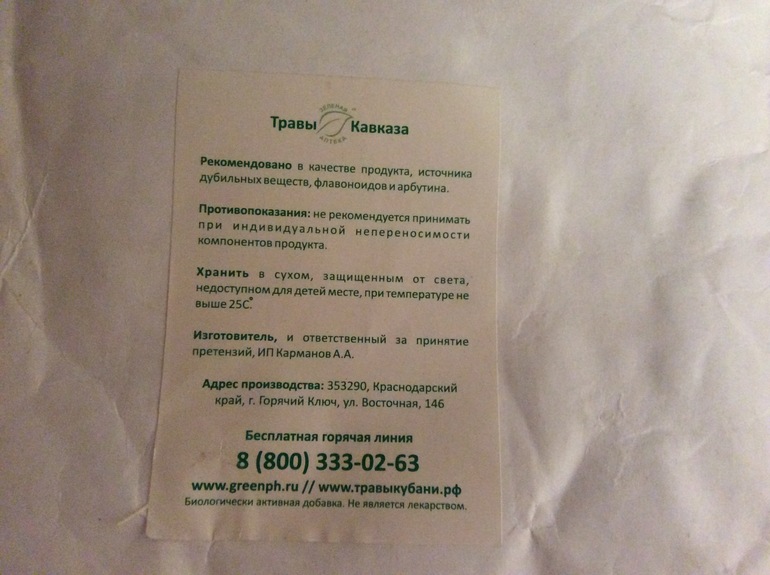 ЗЕЛЕНАЯ
Травы Кавказа
АПТЕКА
Рекомендовано в качестве продукта, источника
дубильных веществ, флавоноидов и арбутина.
Противопоказания: не рекомендуется принимать
при индивидуальной непереносимости
компонентов продукта.
Хранить в сухом, защищенным от света,
недоступном для детей месте, при температуре не
выше 25С.°
Изготовитель, и ответственный за принятие
претензий, ИП Карманов А.А.
Адрес производства: 353290, Краснодарский
край, г. Горячий Ключ, ул. Восточная, 146
Бесплатная горячая линия
8 (800) 333-02-63
www.greenph.ru // www.травыкубани.рф
Биологически активная добавка. Не является лекарством.